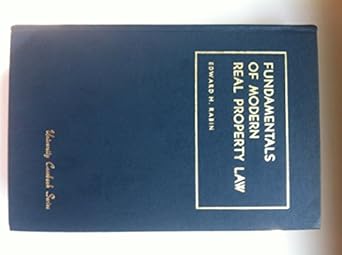 FUNDAMENTALS
OF MODERN
REAL PROPERTY LAW
EDWARD H. RABIN
University Casebook Series